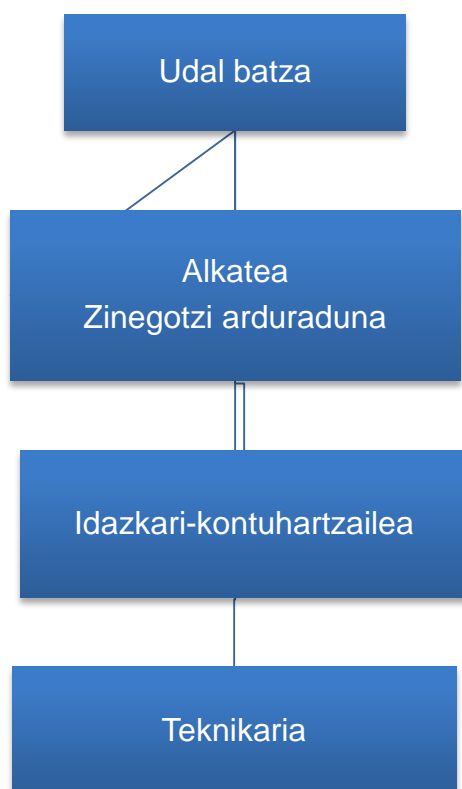 Udal batza
Alkatea
Zinegotzi arduraduna
Idazkari-kontuhartzailea
Teknikaria